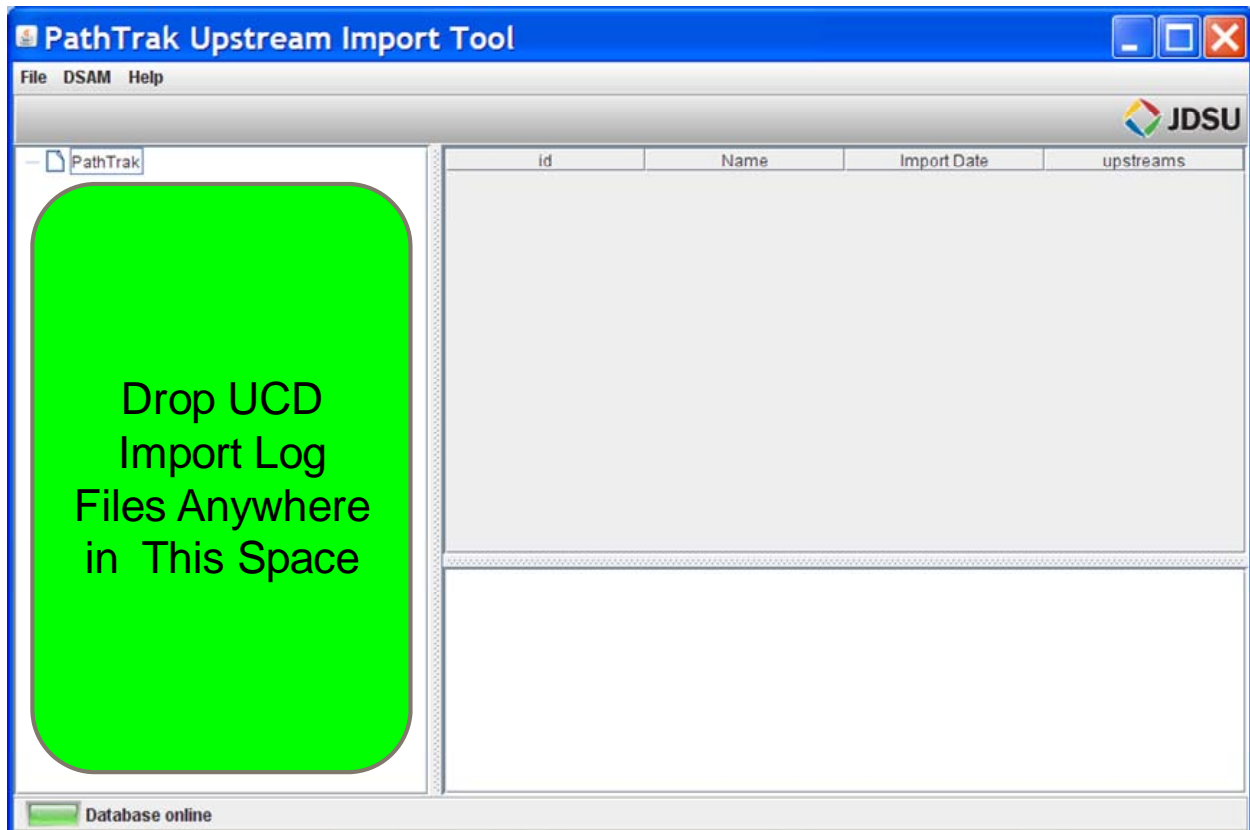 PathTrak Upstream Import Tool
File DSAM Help
JDSU
PathTrak
id Name Import Date upstreams
Drop UCD
Import Log
Files Anywhere
in This Space
Database online